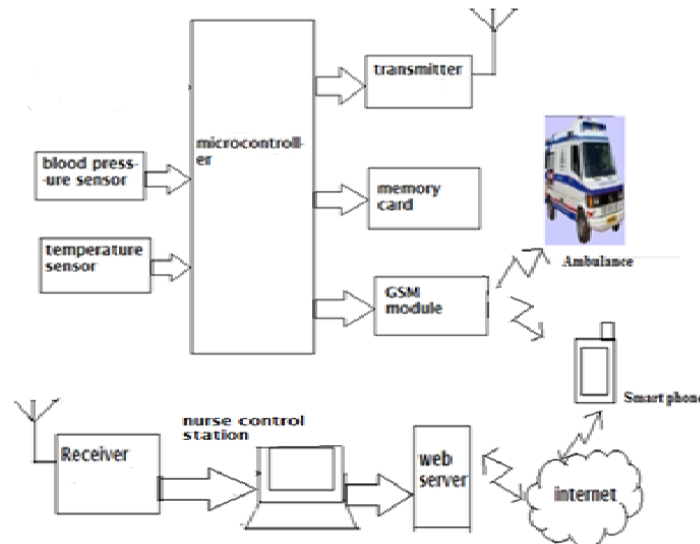 transmitter
microcontroll-
er
blood press-
-ure sensor
memory
card
temperature
sensor
Ambulance
GSM
module
Smart phone
nurse control
station
Receiver
web
server
internet